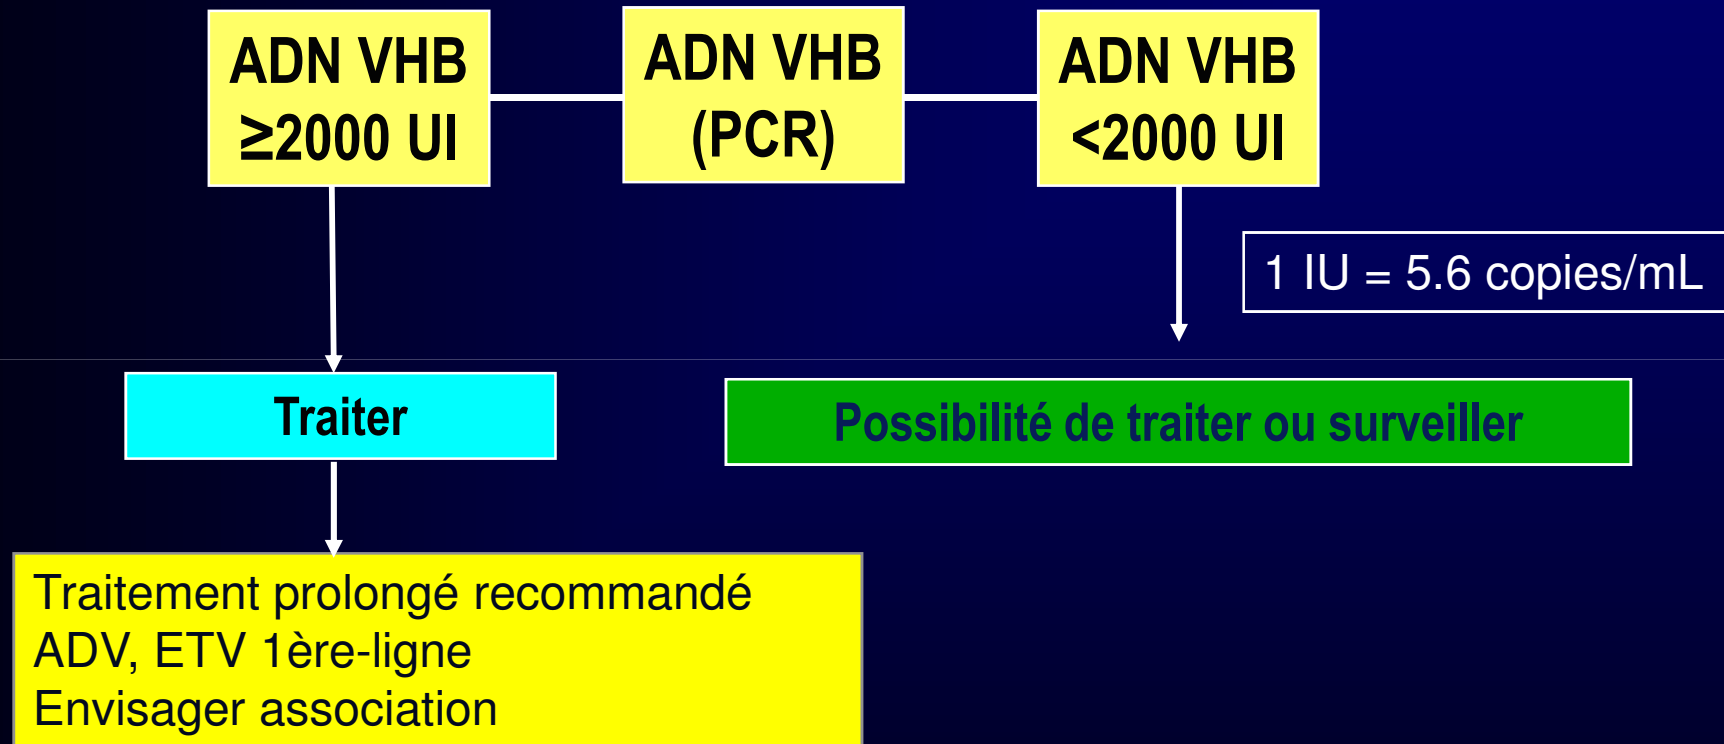 ADN VHB
≥2000 UI
ADN VHB
(PCR)
ADN VHB
<2000 UI
1 IU = 5.6 copies/mL
Traiter
Possibilité de traiter ou surveiller
Traitement prolongé recommandé
ADV, ETV 1ère-ligne
Envisager association